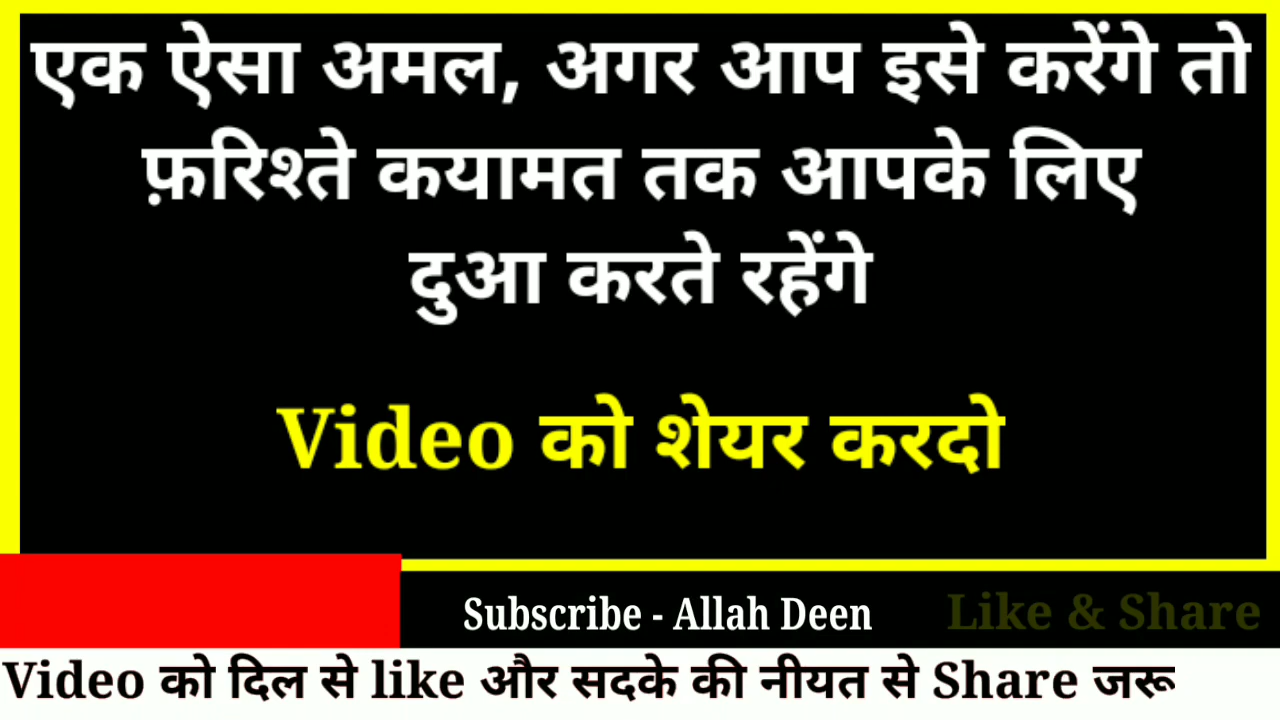 एक ऐसा अमल, अगर आप इसे करेंगे तो
फ़रिश्ते कयामत तक आपके लिए
दुआ करते रहेंगे
Video को शेयर करदो
Subscribe - Allah Deen
Like & Share
Video को दिल से like और सदके की नीयत से Share जरू